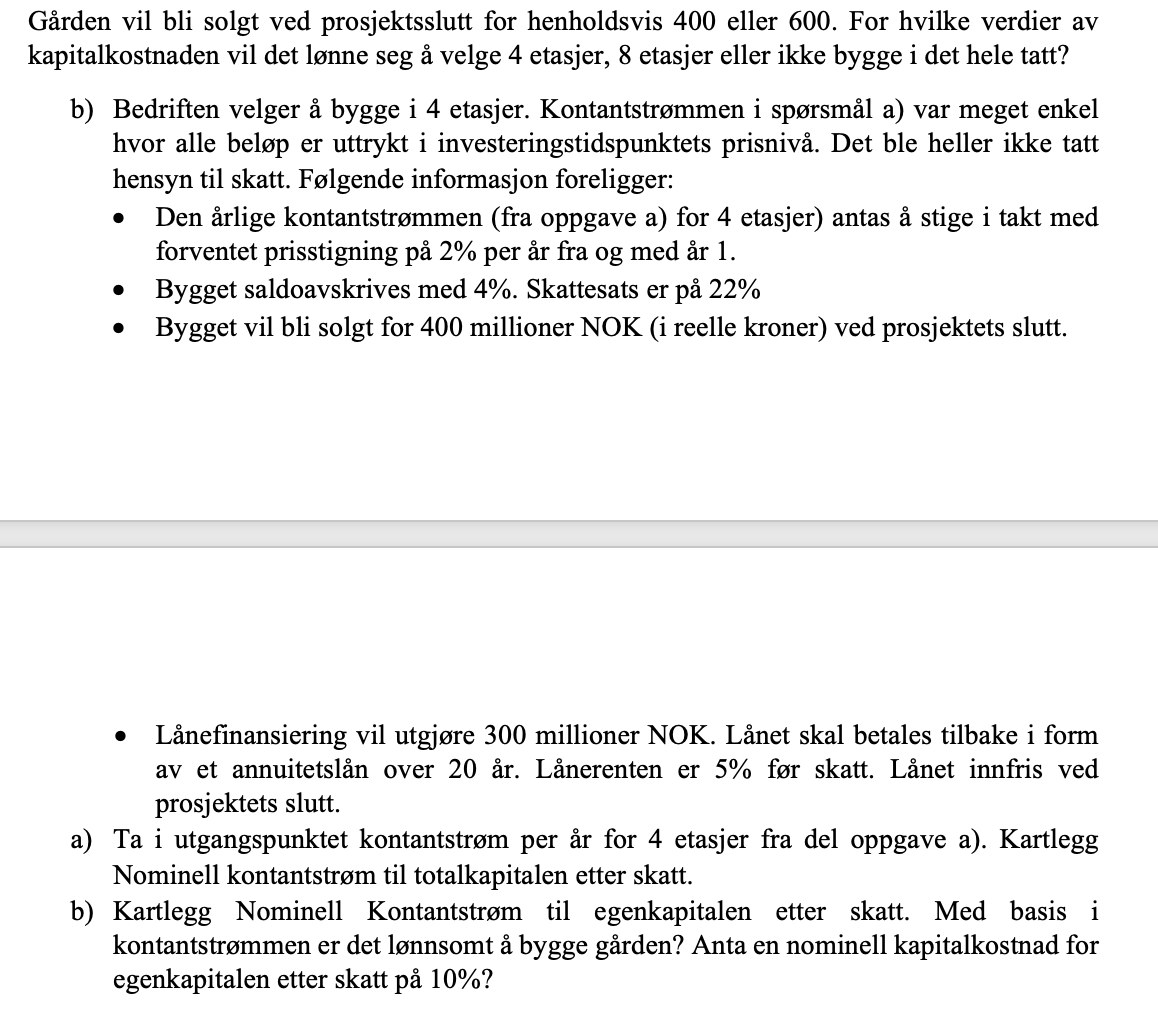 Gården vil bli solgt ved prosjektsslutt for henholdsvis 400 eller 600. For hvilke verdier av
kapitalkostnaden vil det lønne seg å velge 4 etasjer, 8 etasjer eller ikke bygge i det hele tatt?
b) Bedriften velger å bygge i 4 etasjer. Kontantstrømmen i spørsmål a) var meget enkel
hvor alle beløp er uttrykt i investeringstidspunktets prisnivå. Det ble heller ikke tatt
hensyn til skatt. Følgende informasjon foreligger:
• Den årlige kontantstrømmen (fra oppgave a) for 4 etasjer) antas å stige i takt med
forventet prisstigning på 2% per år fra og med år 1.
• Bygget saldoavskrives med 4%. Skattesats er på 22%
• Bygget vil bli solgt for 400 millioner NOK (i reelle kroner) ved prosjektets slutt.
• Lånefinansiering vil utgjøre 300 millioner NOK. Lånet skal betales tilbake i form
av et annuitetslån over 20 år. Lånerenten er 5% før skatt. Lånet innfris ved
prosjektets slutt.
a) Ta i utgangspunktet kontantstrøm per år for 4 etasjer fra del oppgave a). Kartlegg
Nominell kontantstrøm til totalkapitalen etter skatt.
b) Kartlegg Nominell Kontantstrøm til egenkapitalen etter skatt. Med basis i
kontantstrømmen er det lønnsomt å bygge gården? Anta en nominell kapitalkostnad for
egenkapitalen etter skatt på 10%?